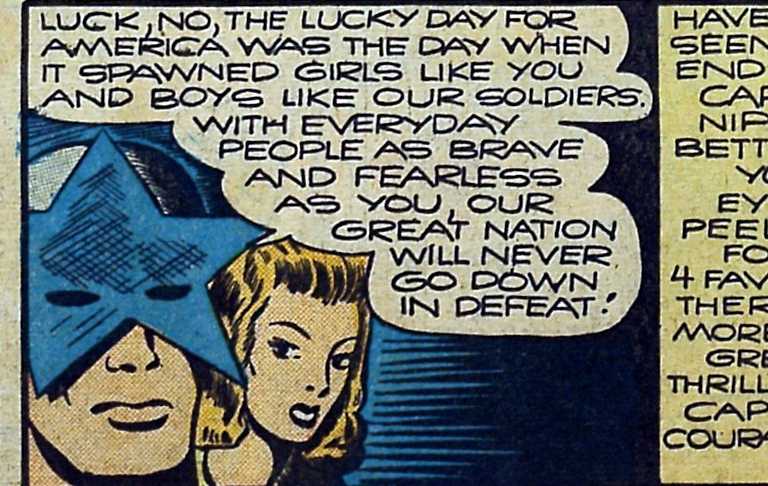 LUCK, NO, THE LUCKY DAY FOR
AMERICA WAS THE DAY WHEN
IT SPAWNED GIRLS LIKE YOU
AND BOYS LIKE OUR SOLDIERS.
WITH EVERYDAY
PEOPLE AS BRAVE
AND FEARLESS
AS YOU, OUR
GREAT NATION
WILL NEVER
GO DOWN
IN DEFEAT!
HAVE
SEEN
END
CAP
NIP
BETT
YO
EY
PEEL
FO
4 FAV
THER
MORE
GRE
THRILL
CAP
COURA